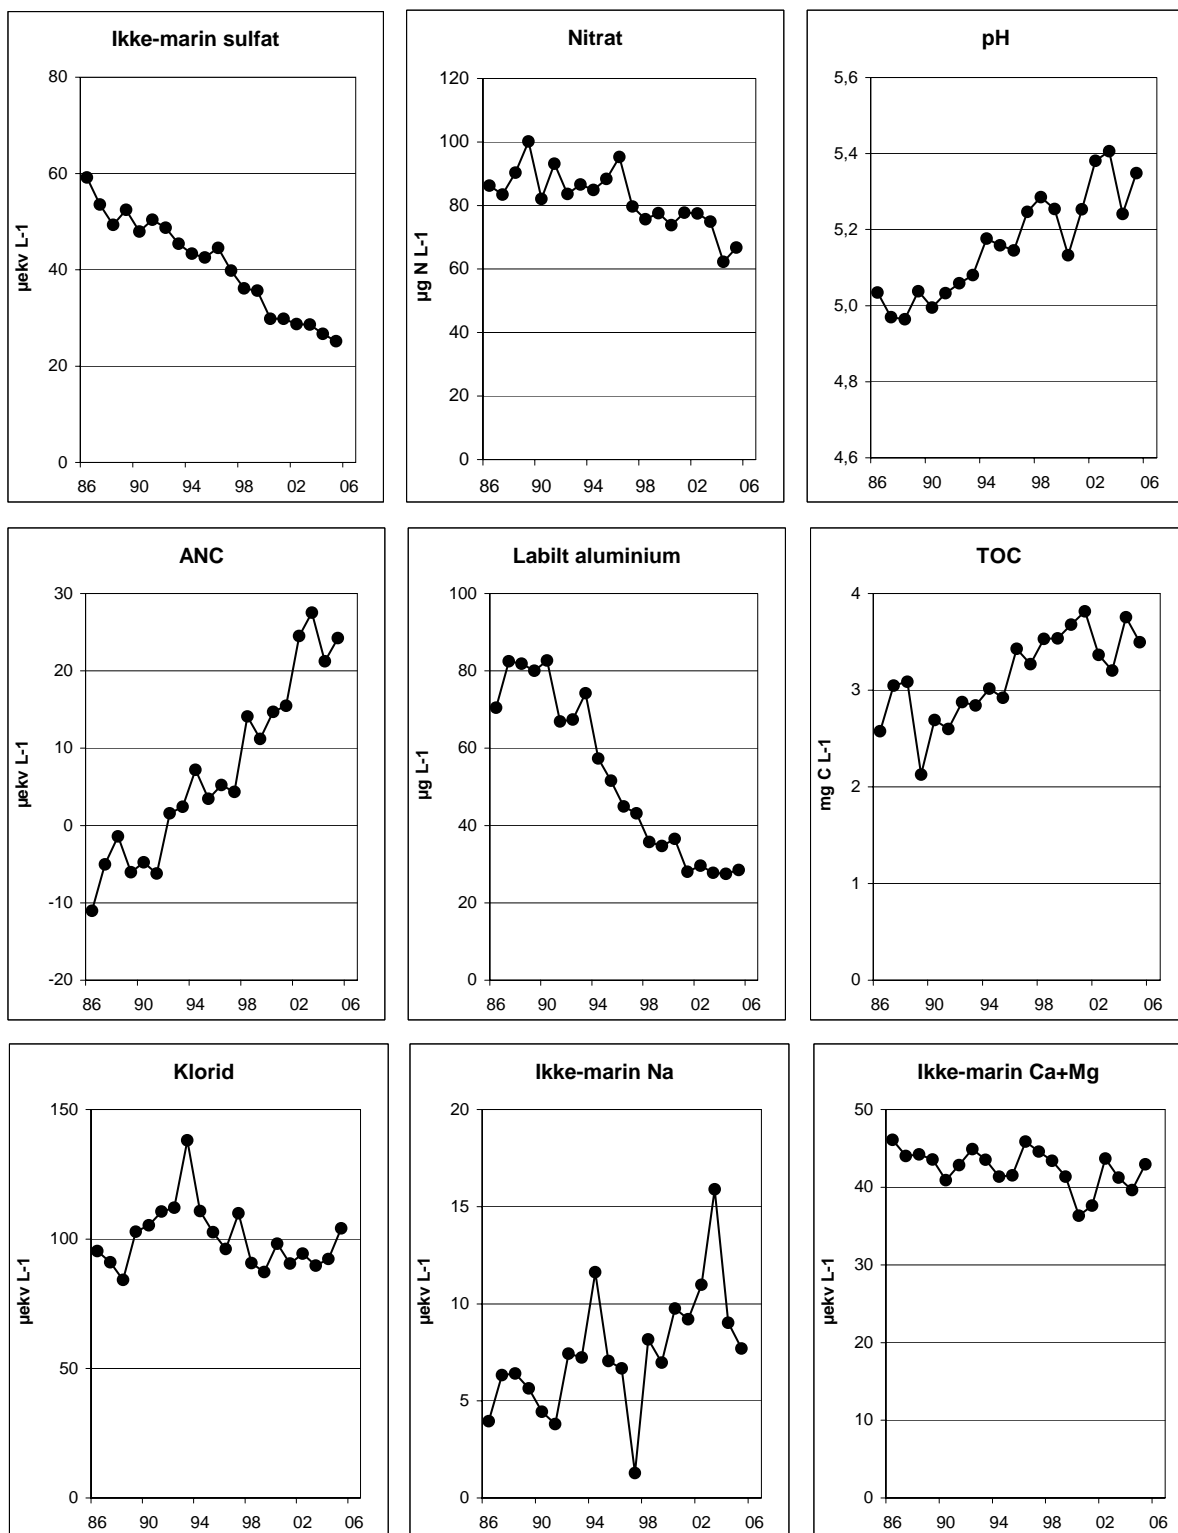 Ikke-marin sulfat
80
60
40
20
0
µekv L-1
86 90 94 98 02 06
Nitrat
120
100
80
60
40
20
0
µg N L-1
86 90 94 98 02 06
pH
5,6
5,4
5,2
5,0
4,8
4,6
86 90 94 98 02 06
ANC
30
20
10
0
-10
-20
µekv L-1
86 90 94 98 02 06
Labilt aluminium
100
80
60
40
20
0
µg L-1
86 90 94 98 02 06
TOC
4
3
2
1
0
mg C L-1
86 90 94 98 02 06
Klorid
150
100
50
0
µekv L-1
86 90 94 98 02 06
Ikke-marin Na
20
15
10
5
0
µekv L-1
86 90 94 98 02 06
Ikke-marin Ca+Mg
50
40
30
20
10
0
µekv L-1
86 90 94 98 02 06